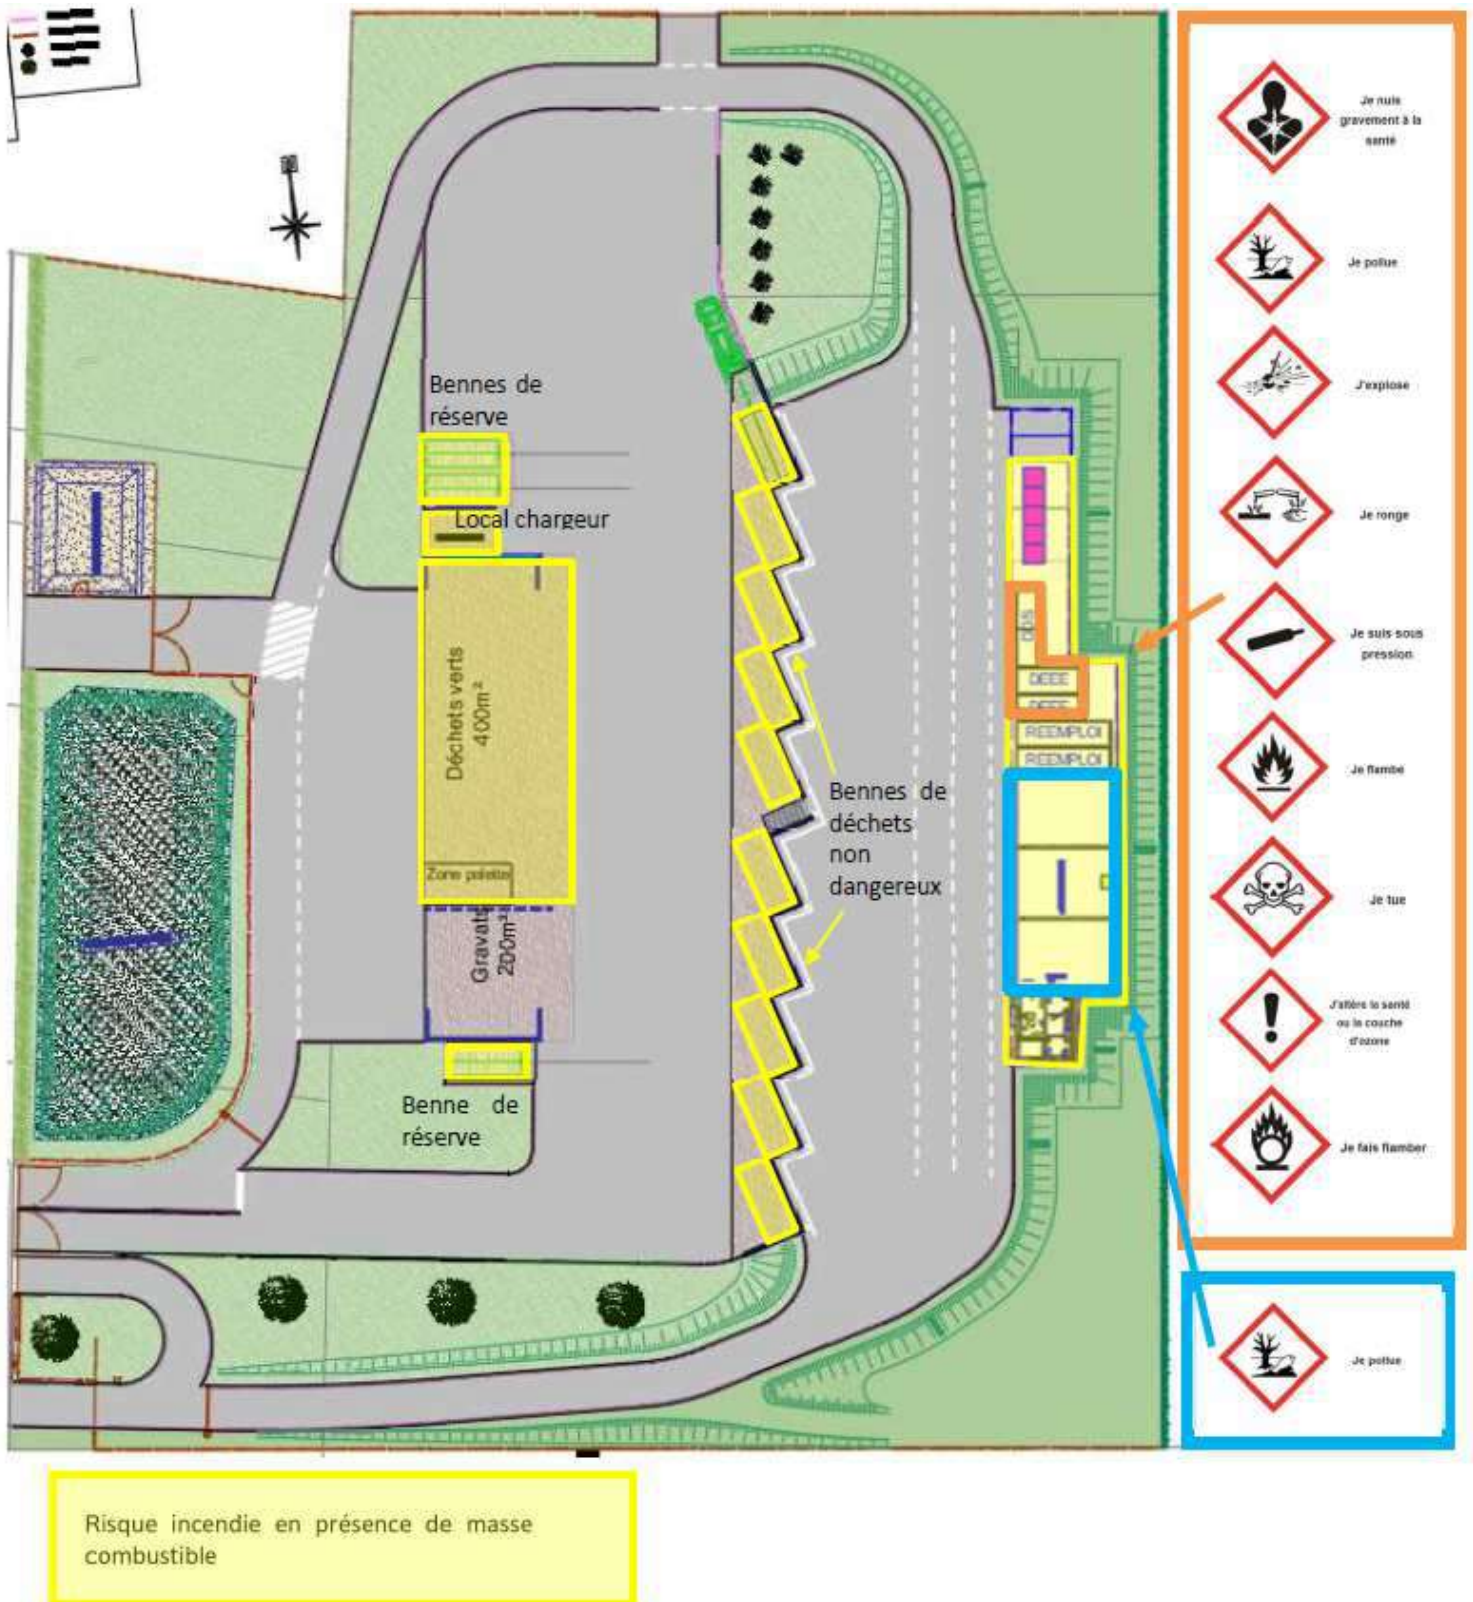 Bennes de
réserve
Local chargeur
Déchets verts
400m²
Zone palette
Gravats
200m³
Benne de
réserve
Bennes de
déchets
non
dangereux
DDS
DEEE
DEEE
REEMPLOI
REEMPLOI
Je nuis
gravement à la
santé
Je pollue
J'explose
Je ronge
Je suis sous
pression
Je flambe
Je tue
J'altère la santé
ou la couche
d'ozone
Je fais flamber
Je pollue
Risque incendie en présence de masse
combustible